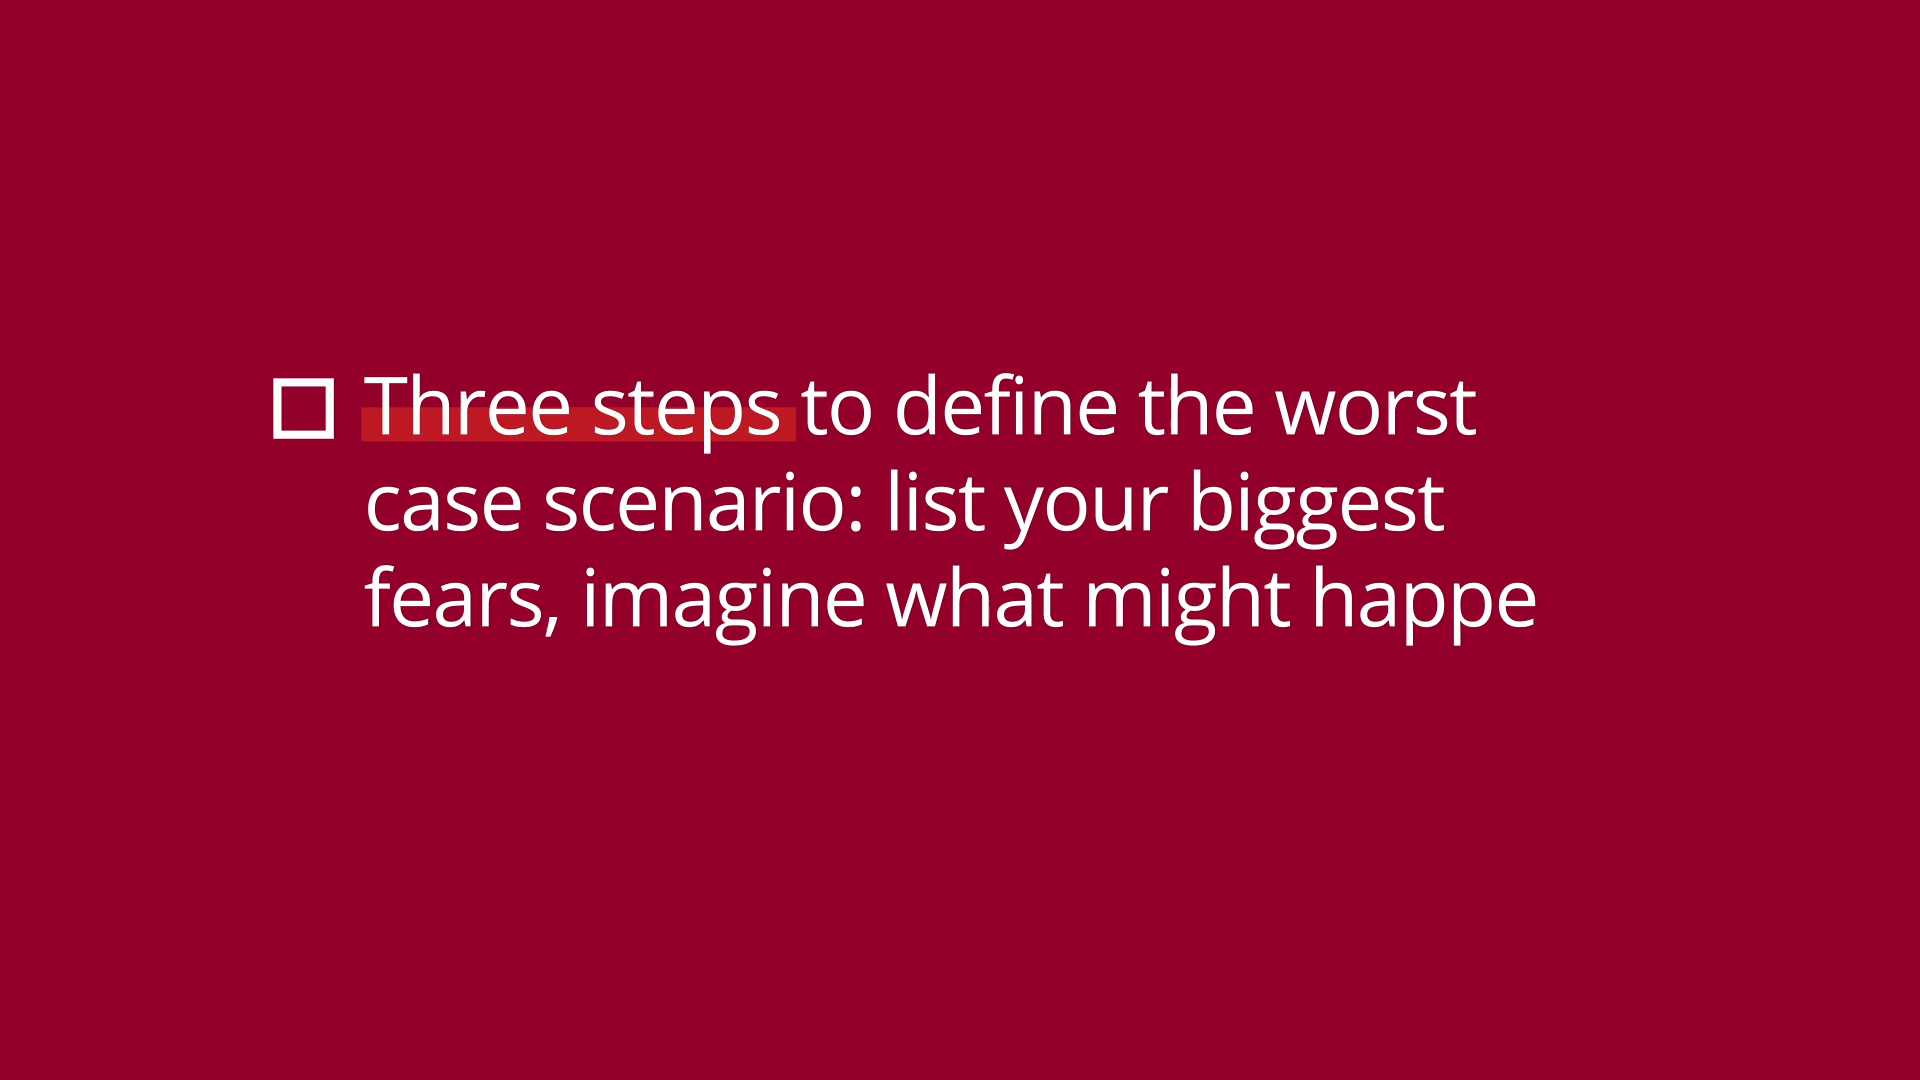 Three steps to define the worst
case scenario: list your biggest
fears, imagine what might happe